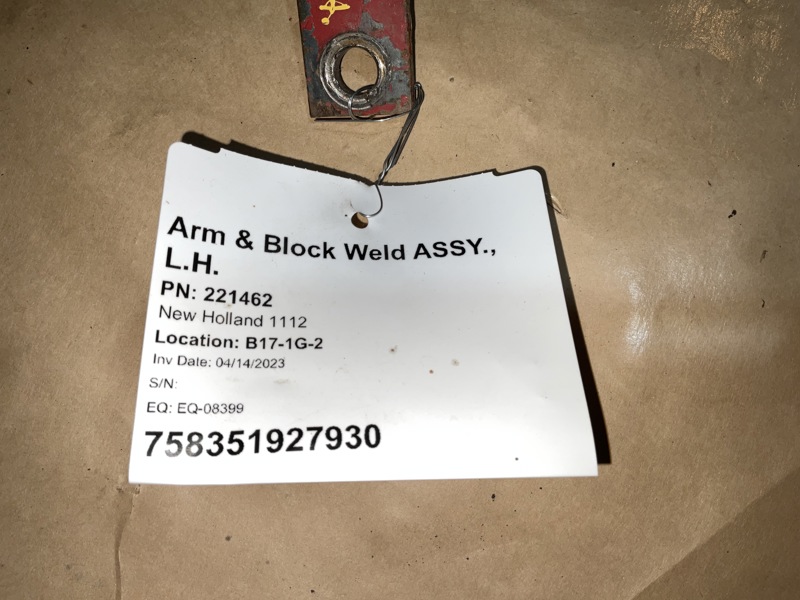 Arm & Block Weld ASSY.,
L.H.
PN: 221462
New Holland 1112
Location: B17-1G-2
Inv Date: 04/14/2023
S/N:
EQ: EQ-08399
758351927930